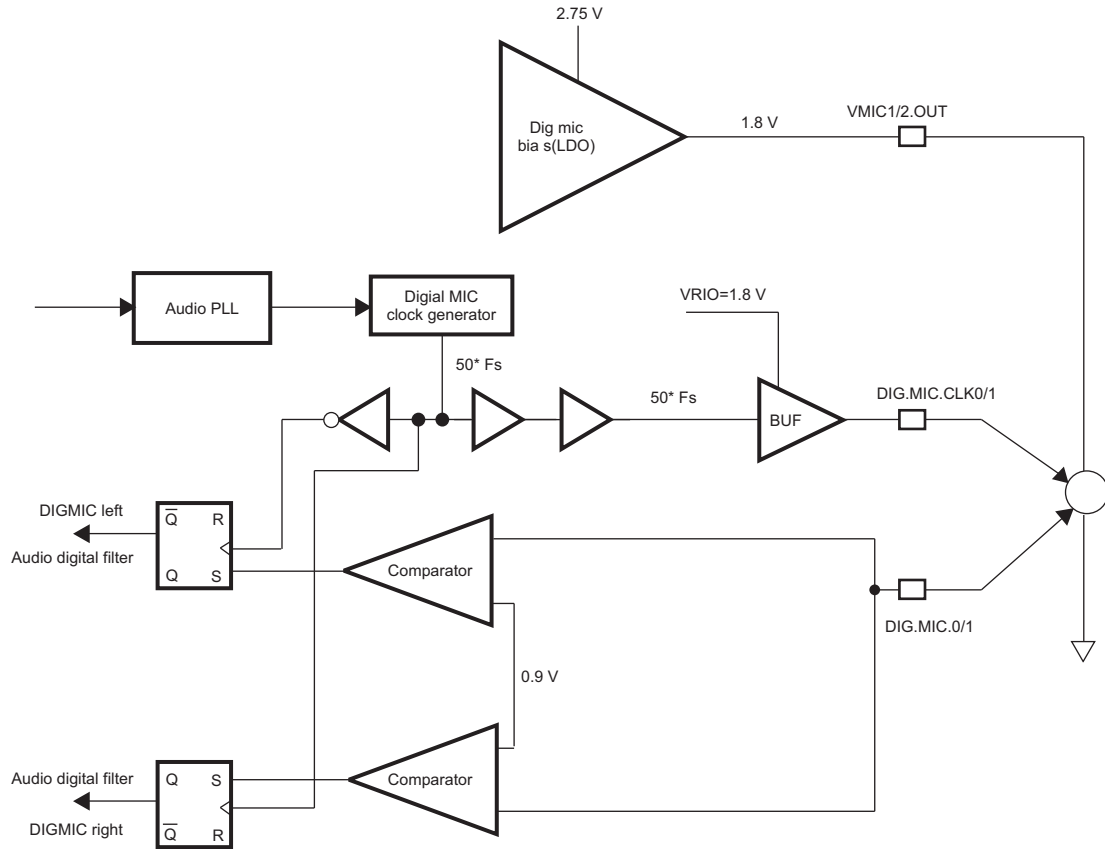 2.75 V
Dig mic
bia s(LDO)
1.8 V
VMIC1/2.OUT
Audio PLL
Digial MIC
clock generator
VRIO=1.8 V
50* Fs
50* Fs
BUF
DIG.MIC.CLK0/1
DIGMIC left
Audio digital filter
Q R
Q S
Comparator
DIG.MIC.0/1
0.9 V
Comparator
Audio digital filter
DIGMIC right
Q S
Q R